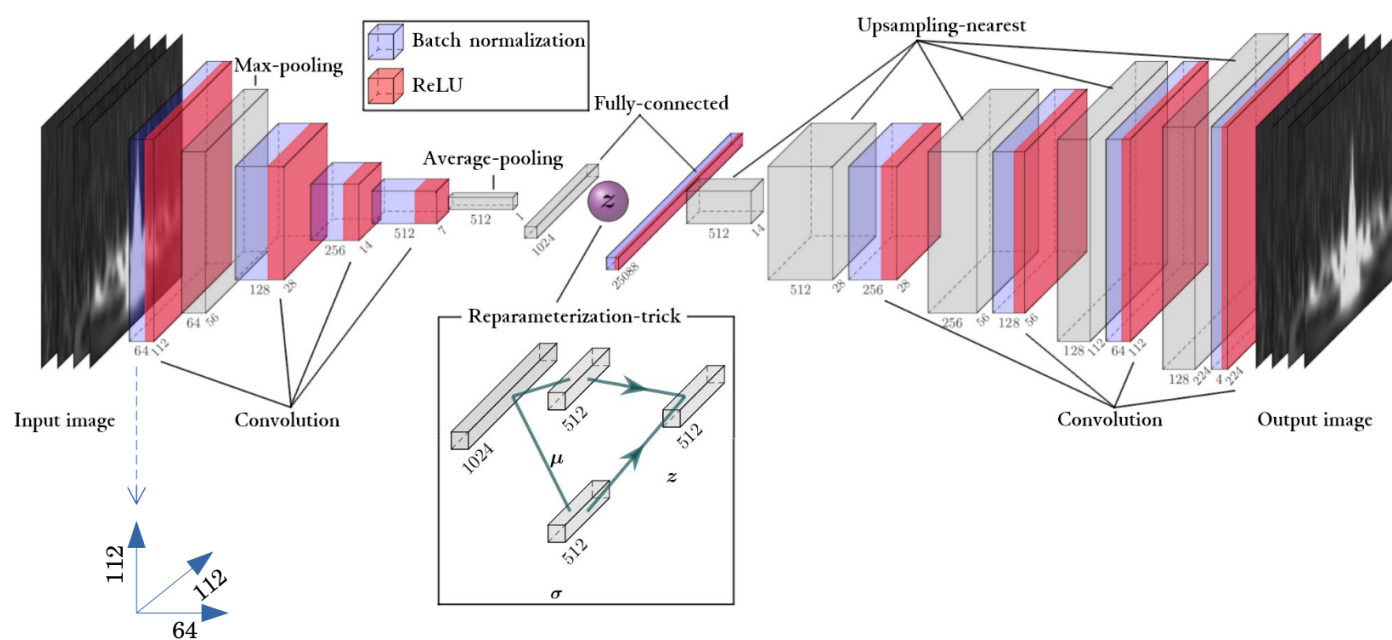 Upsampling-nearest
Batch normalization
ReLU
Max-pooling
Fully-connected
Average-pooling
z
64 112
64 56
128 28
256 14
512 7
512 1
1024
25088
512 14
512 28
256 28
256 56
128 56
128 112
64 112
128 224
4 224
Input image
Convolution
Convolution
Output image
Reparameterization-trick
1024
512
512
μ
z
512
σ
112
112
64